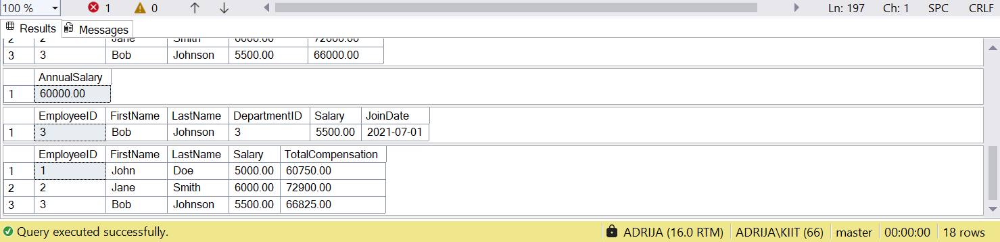 100 % 1 0 Ln: 197 Ch: 1 SPC CRLF
Results Messages
2 2 Jane Smith 6000.00 72000.00
3 3 Bob Johnson 5500.00 66000.00
AnnualSalary
1 60000.00
EmployeeID FirstName LastName DepartmentID Salary JoinDate
1 3 Bob Johnson 3 5500.00 2021-07-01
EmployeeID FirstName LastName Salary TotalCompensation
1 1 John Doe 5000.00 60750.00
2 2 Jane Smith 6000.00 72900.00
3 3 Bob Johnson 5500.00 66825.00
Query executed successfully. ADRIJA (16.0 RTM) ADRIJA\KIIT (66) master 00:00:00 18 rows